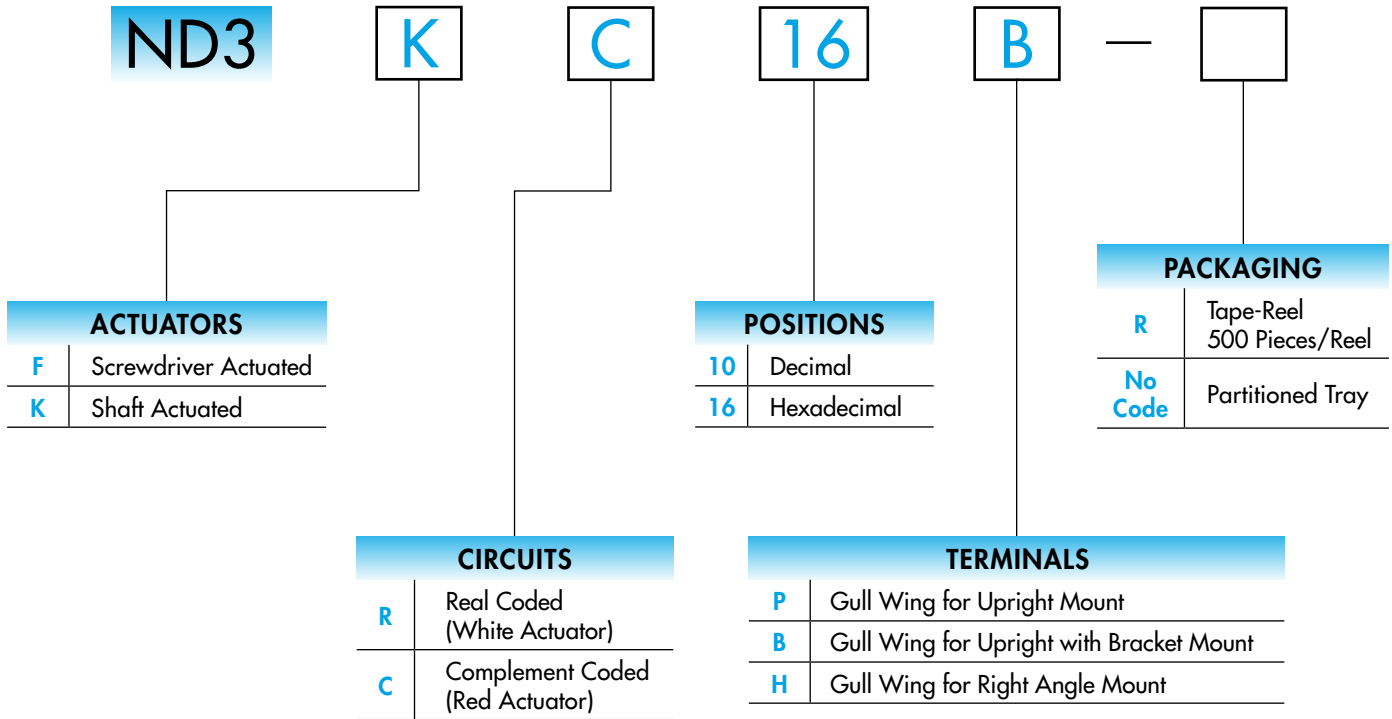 ND3 K C 16 B —
ACTUATORS
F Screwdriver Actuated
K Shaft Actuated
POSITIONS
10 Decimal
16 Hexadecimal
PACKAGING
R Tape-Reel
500 Pieces/Reel
No
Code Partitioned Tray
CIRCUITS
R Real Coded
(White Actuator)
C Complement Coded
(Red Actuator)
TERMINALS
P Gull Wing for Upright Mount
B Gull Wing for Upright with Bracket Mount
H Gull Wing for Right Angle Mount